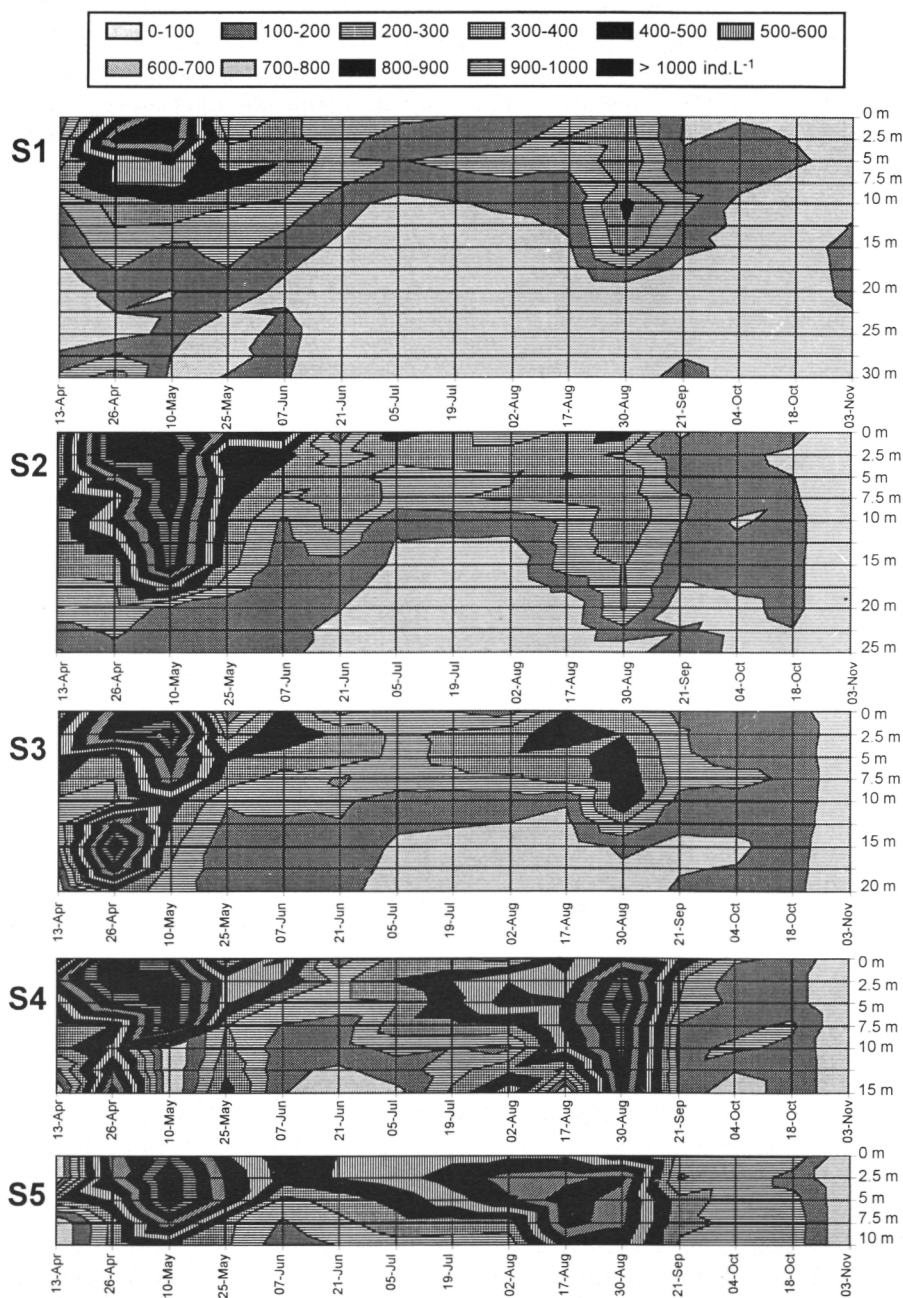 0-100 100-200 200-300 300-400 400-500 500-600
600-700 700-800 800-900 900-1000 > 1000 ind.L⁻¹
S1
0 m
2.5 m
5 m
7.5 m
10 m
15 m
20 m
25 m
30 m
13-Apr 26-Apr 10-May 25-May 07-Jun 21-Jun 05-Jul 19-Jul 02-Aug 17-Aug 30-Aug 21-Sep 04-Oct 18-Oct 03-Nov
S2
0 m
2.5 m
5 m
7.5 m
10 m
15 m
20 m
25 m
13-Apr 26-Apr 10-May 25-May 07-Jun 21-Jun 05-Jul 19-Jul 02-Aug 17-Aug 30-Aug 21-Sep 04-Oct 18-Oct 03-Nov
S3
0 m
2.5 m
5 m
7.5 m
10 m
15 m
20 m
13-Apr 26-Apr 10-May 25-May 07-Jun 21-Jun 05-Jul 19-Jul 02-Aug 17-Aug 30-Aug 21-Sep 04-Oct 18-Oct 03-Nov
S4
0 m
2.5 m
5 m
7.5 m
10 m
15 m
13-Apr 26-Apr 10-May 25-May 07-Jun 21-Jun 05-Jul 19-Jul 02-Aug 17-Aug 30-Aug 21-Sep 04-Oct 18-Oct 03-Nov
S5
0 m
2.5 m
5 m
7.5 m
10 m
13-Apr 26-Apr 10-May 25-May 07-Jun 21-Jun 05-Jul 19-Jul 02-Aug 17-Aug 30-Aug 21-Sep 04-Oct 18-Oct 03-Nov